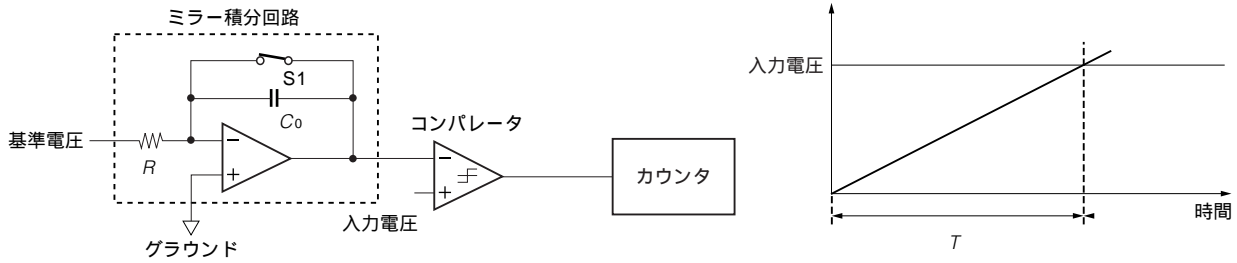 ミラー積分回路
S1
C0
基準電圧
R
グラウンド
コンパレータ
入力電圧
カウンタ
入力電圧
時間
T